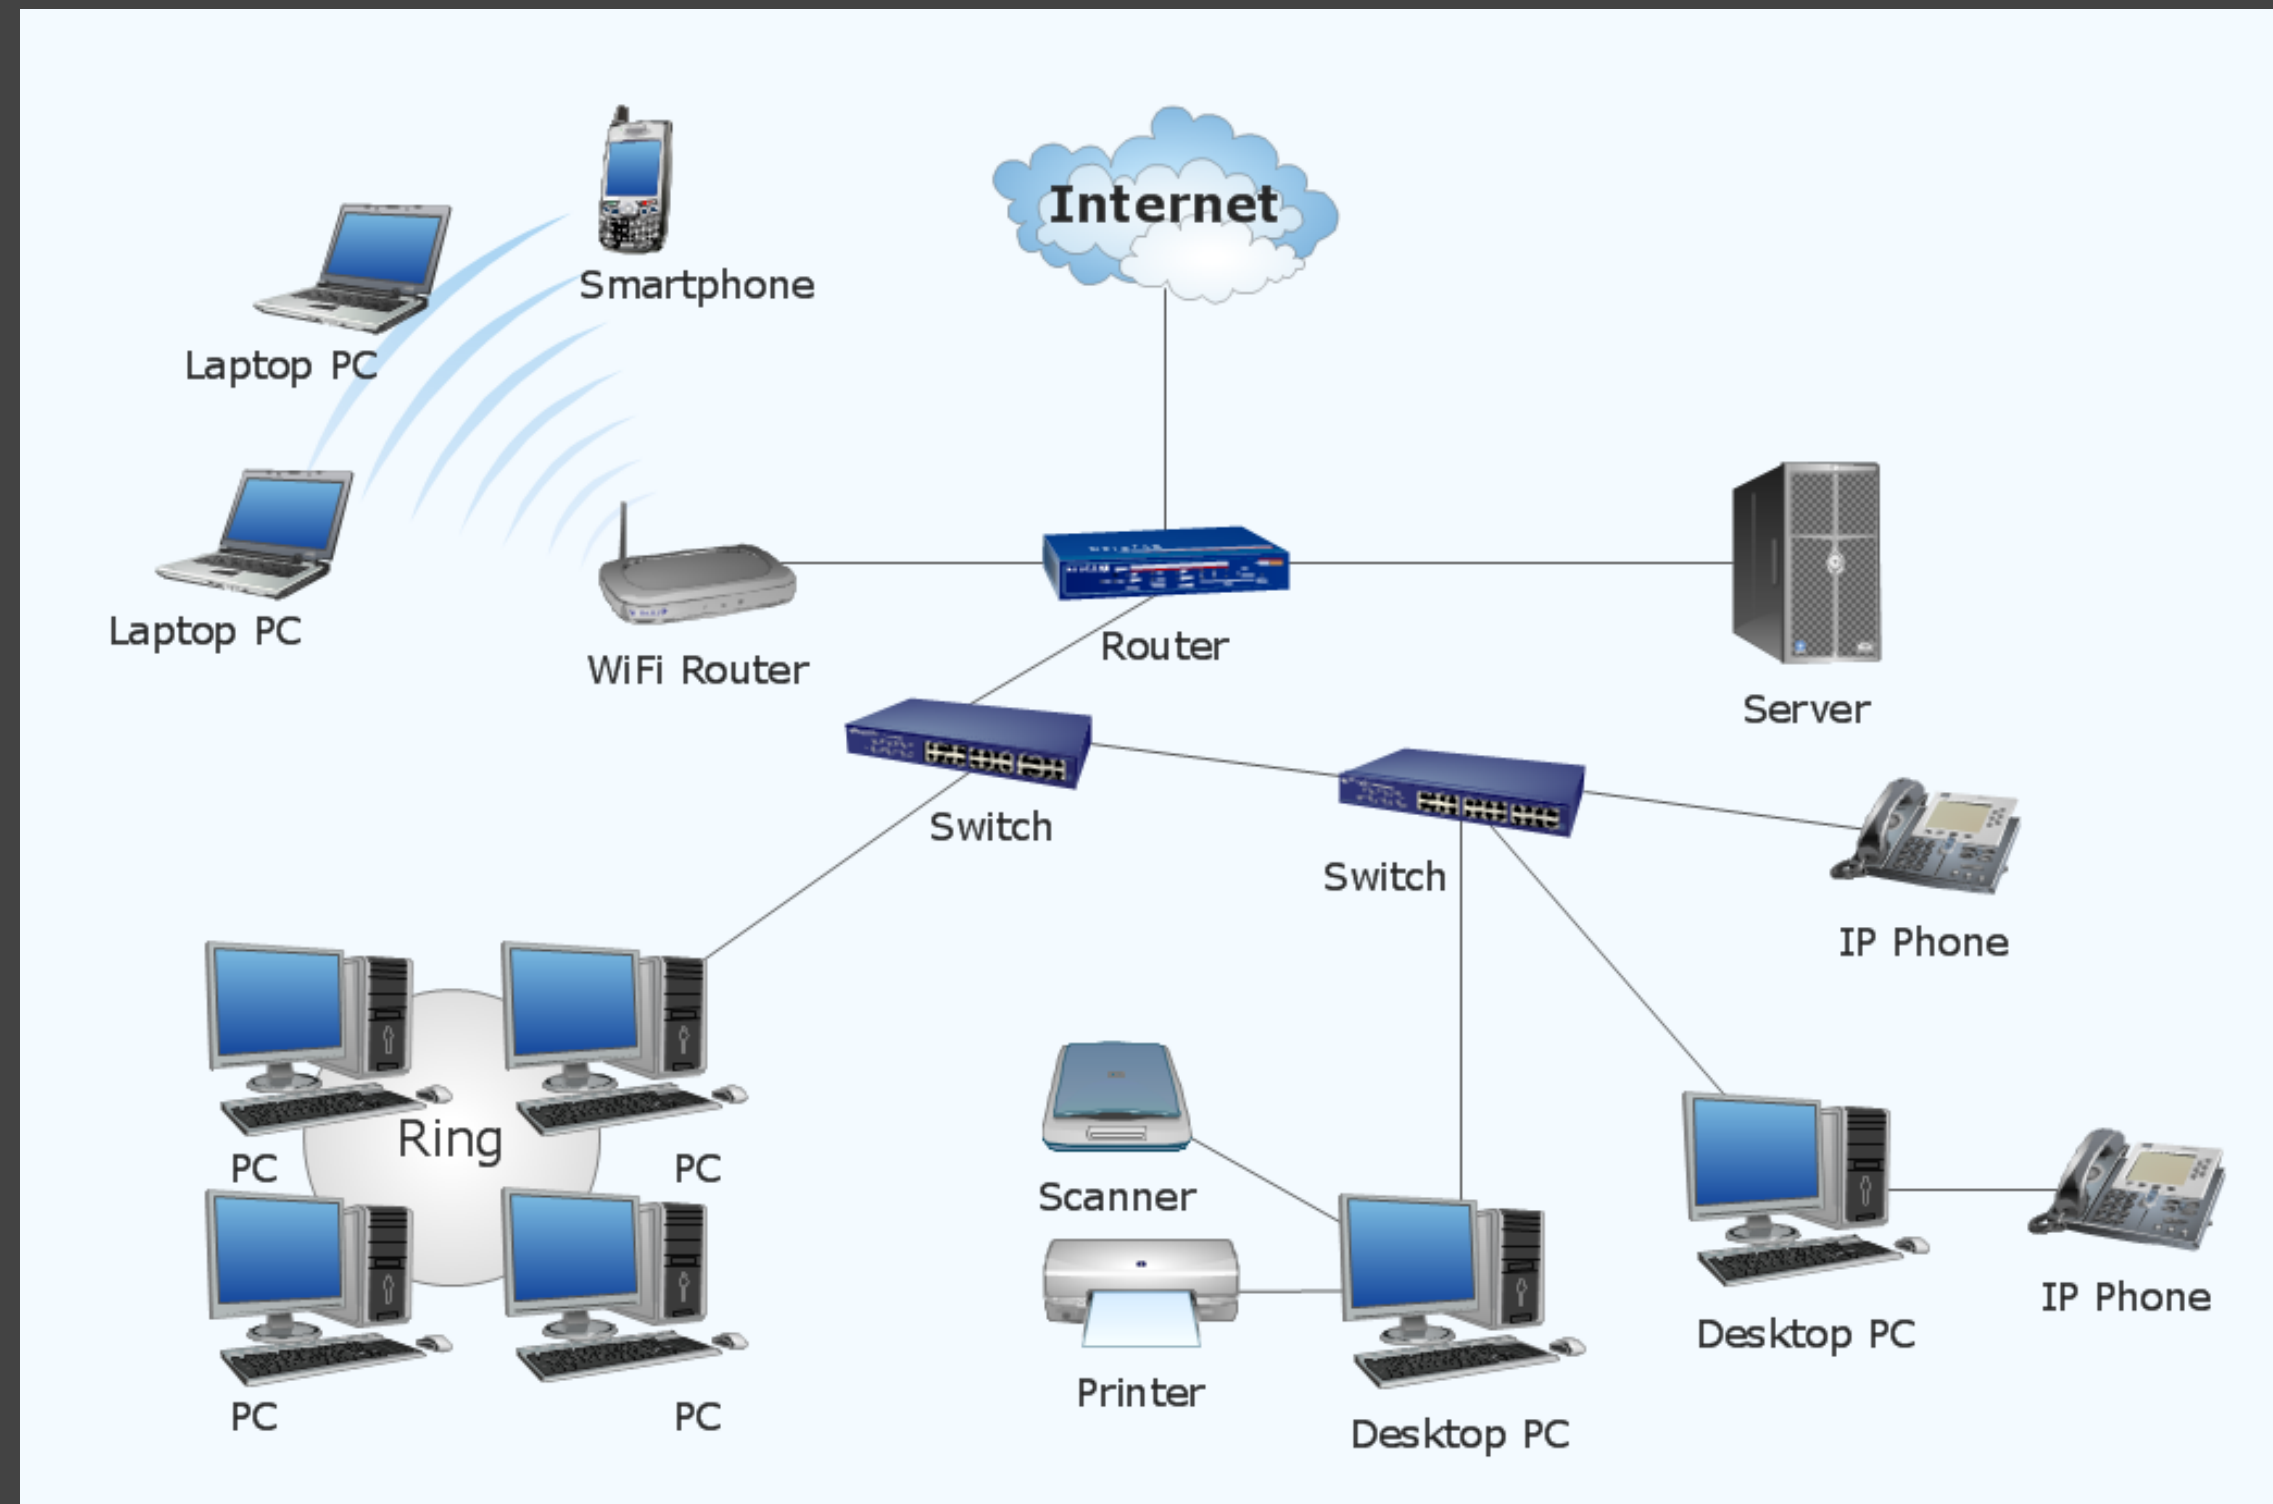 Internet
Smartphone
Laptop PC
Laptop PC
WiFi Router
Router
Server
Switch
Switch
IP Phone
Ring
PC
PC
PC
PC
Scanner
Printer
Desktop PC
Desktop PC
IP Phone